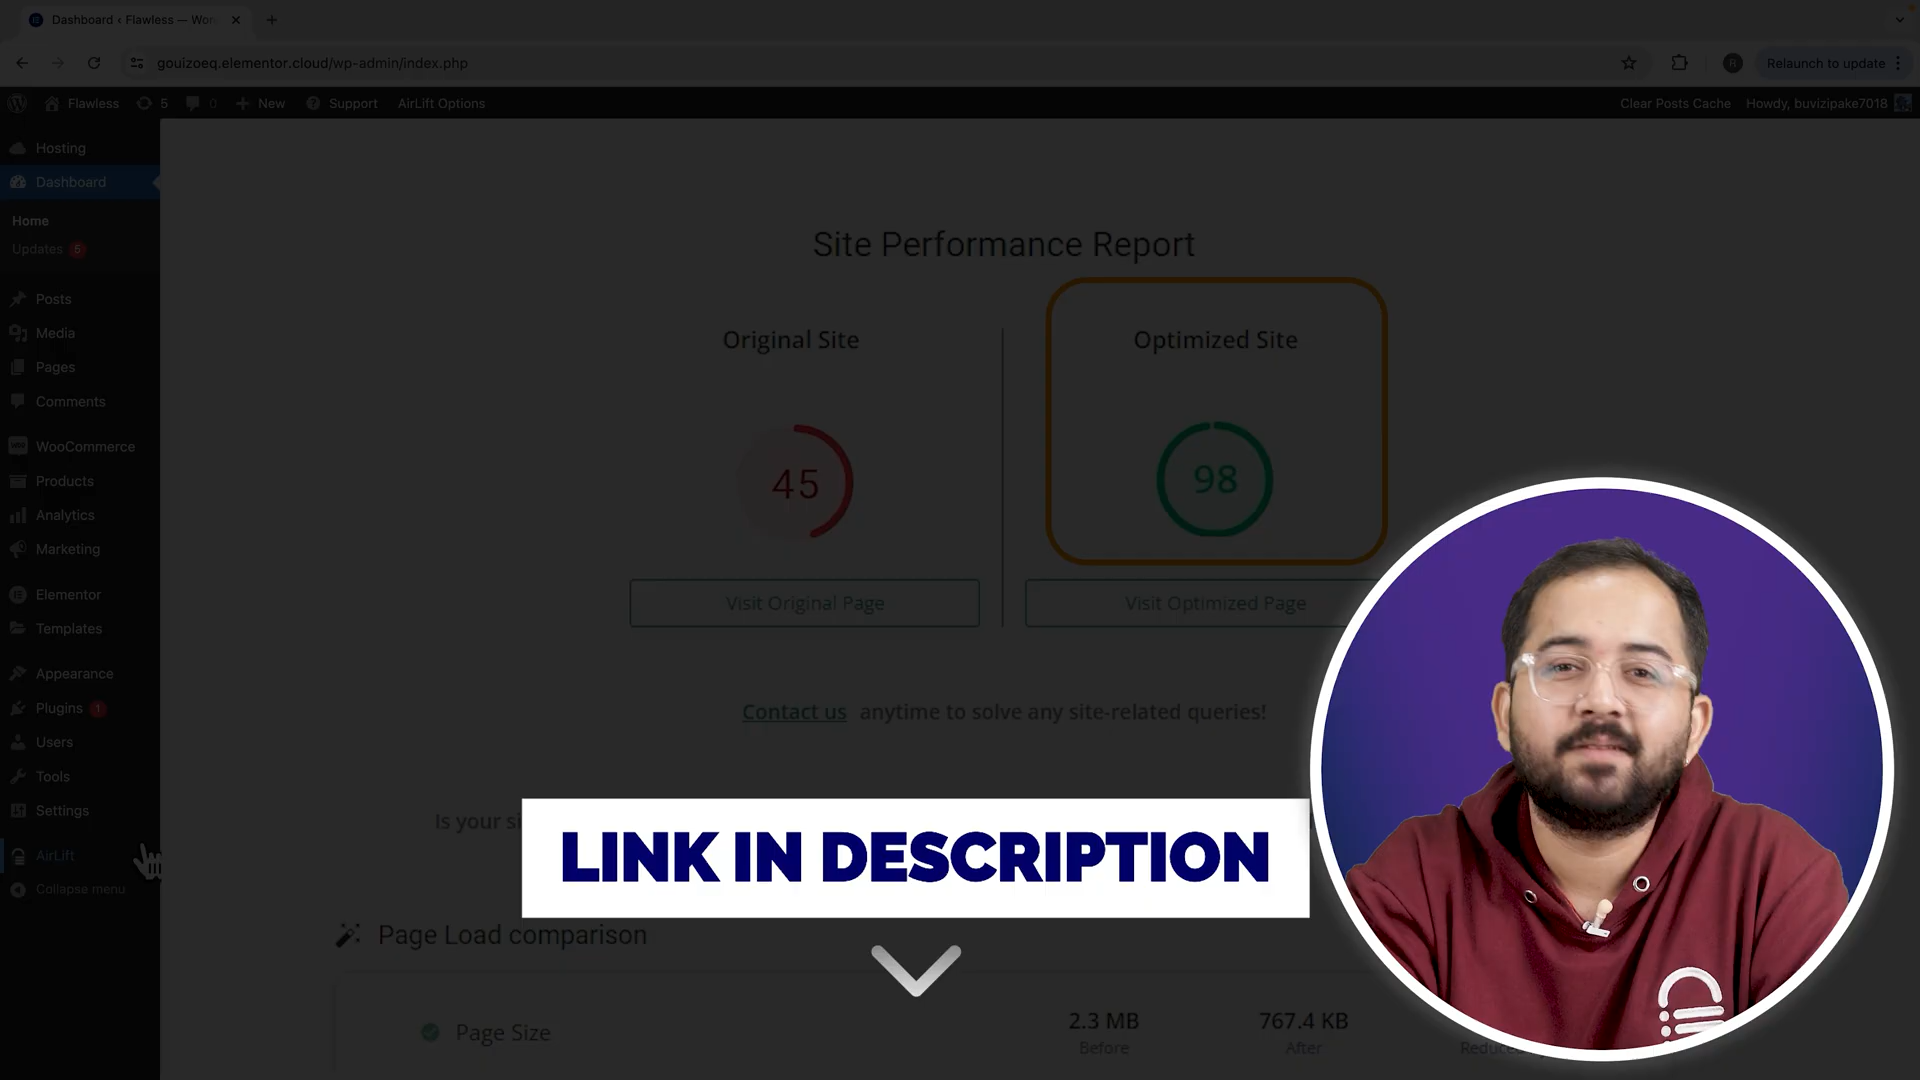 Dashboard ‹ Flawless — Wor
gouizoeq.elementor.cloud/wp-admin/index.php
Relaunch to update
Flawless
5
0
New
Support
AirLift Options
Clear Posts Cache
Howdy, buvizipake7018
Hosting
Dashboard
Home
Updates 5
Posts
Media
Pages
Comments
WooCommerce
Products
Analytics
Marketing
Elementor
Templates
Appearance
Plugins 1
Users
Tools
Settings
AirLift
Collapse menu
Site Performance Report
Original Site
Optimized Site
45
98
Visit Original Page
Visit Optimized Page
Contact us anytime to solve any site-related queries!
Is your
LINK IN DESCRIPTION
Page Load comparison
Page Size
2.3 MB
Before
767.4 KB
After